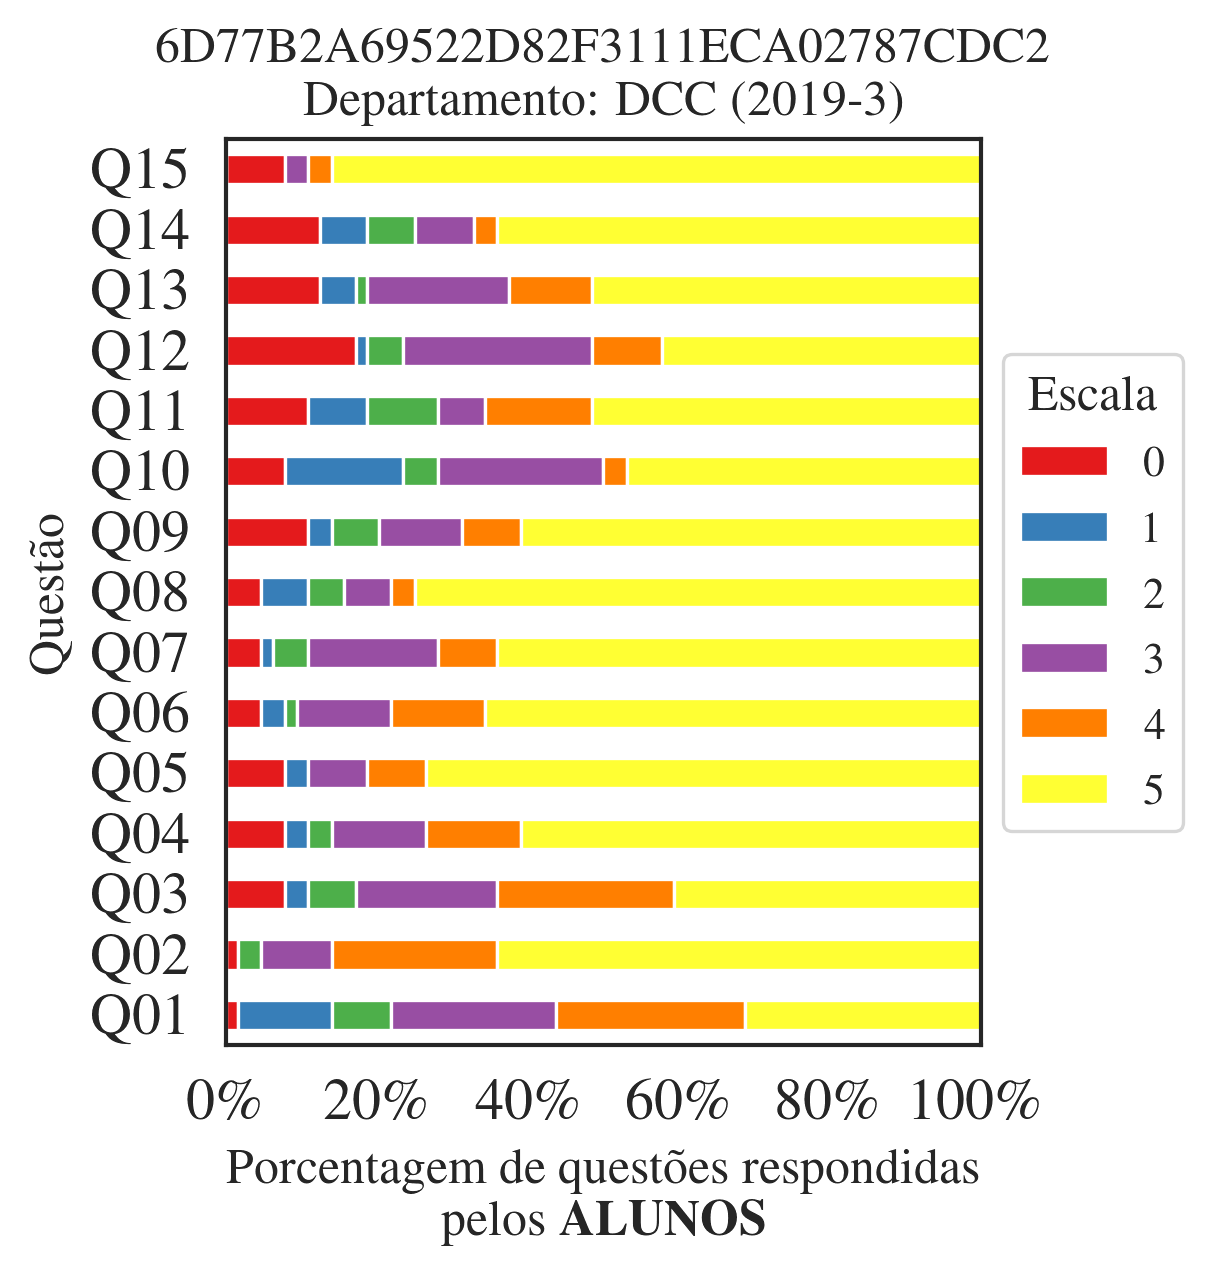 6D77B2A69522D82F3111ECA02787CDC2
Departamento: DCC (2019-3)
Q15
Q14
Q13
Q12
Q11
Q10
Q09
Q08
Q07
Q06
Q05
Q04
Q03
Q02
Q01
Questão
0% 20% 40% 60% 80% 100%
Porcentagem de questões respondidas
pelos ALUNOS
Escala
0
1
2
3
4
5